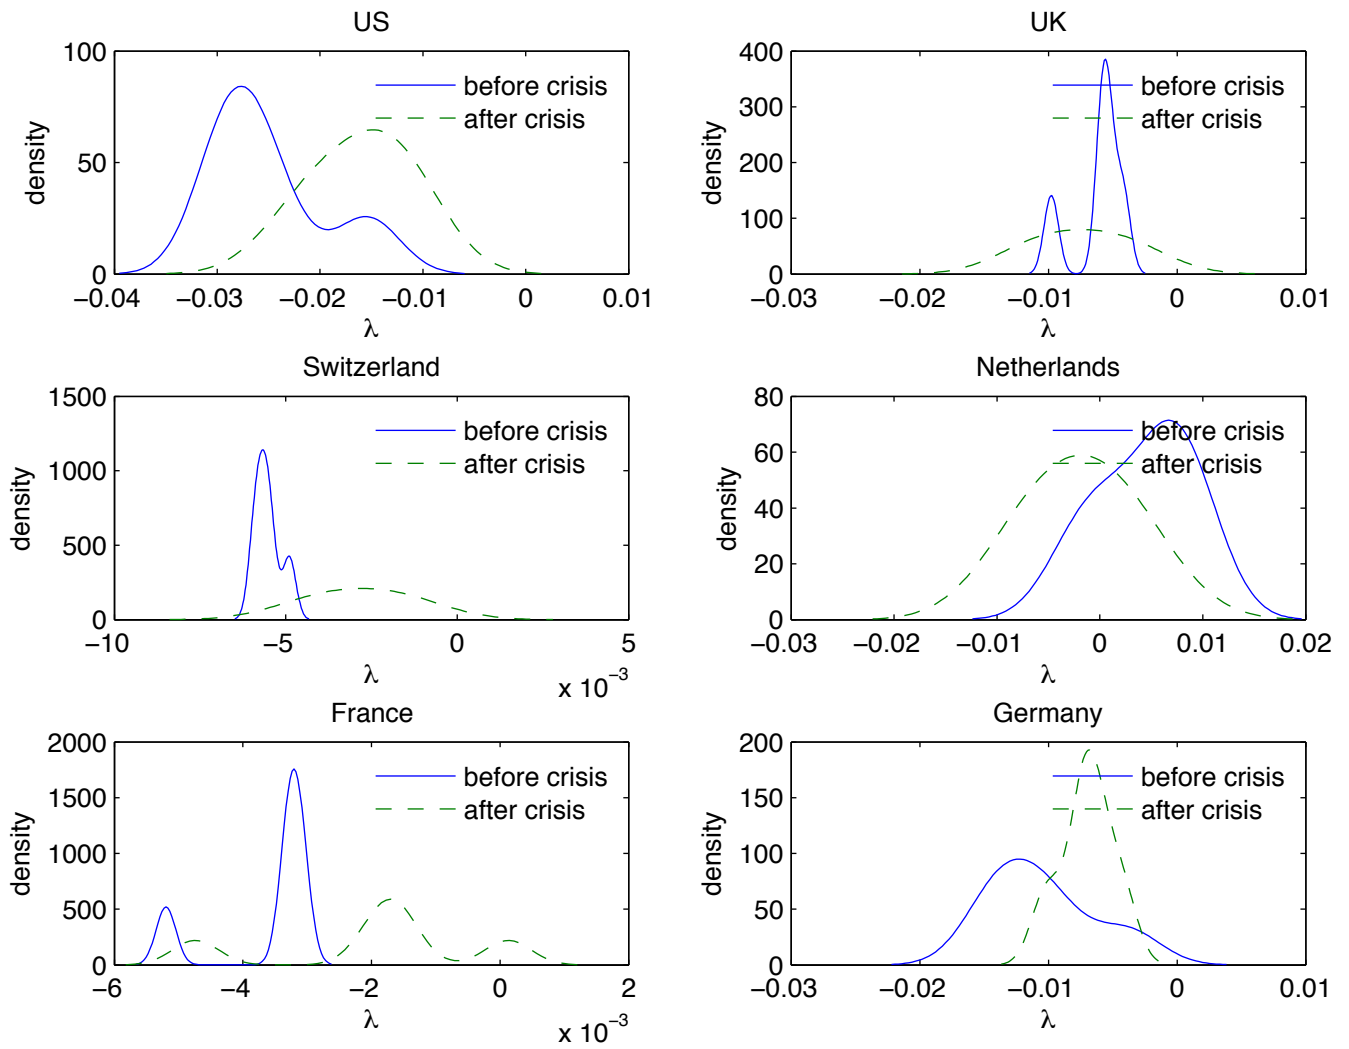 US
100
50
0
density
before crisis
after crisis
−0.04 −0.03 −0.02 −0.01 0 0.01
λ
UK
400
300
200
100
0
density
before crisis
after crisis
−0.03 −0.02 −0.01 0 0.01
λ
Switzerland
1500
1000
500
0
density
before crisis
after crisis
−10 −5 0 5
λ
x 10−3
Netherlands
80
60
40
20
0
density
before crisis
after crisis
−0.03 −0.02 −0.01 0 0.01 0.02
λ
France
2000
1500
1000
500
0
density
before crisis
after crisis
−6 −4 −2 0 2
λ
x 10−3
Germany
200
150
100
50
0
density
before crisis
after crisis
−0.03 −0.02 −0.01 0 0.01
λ